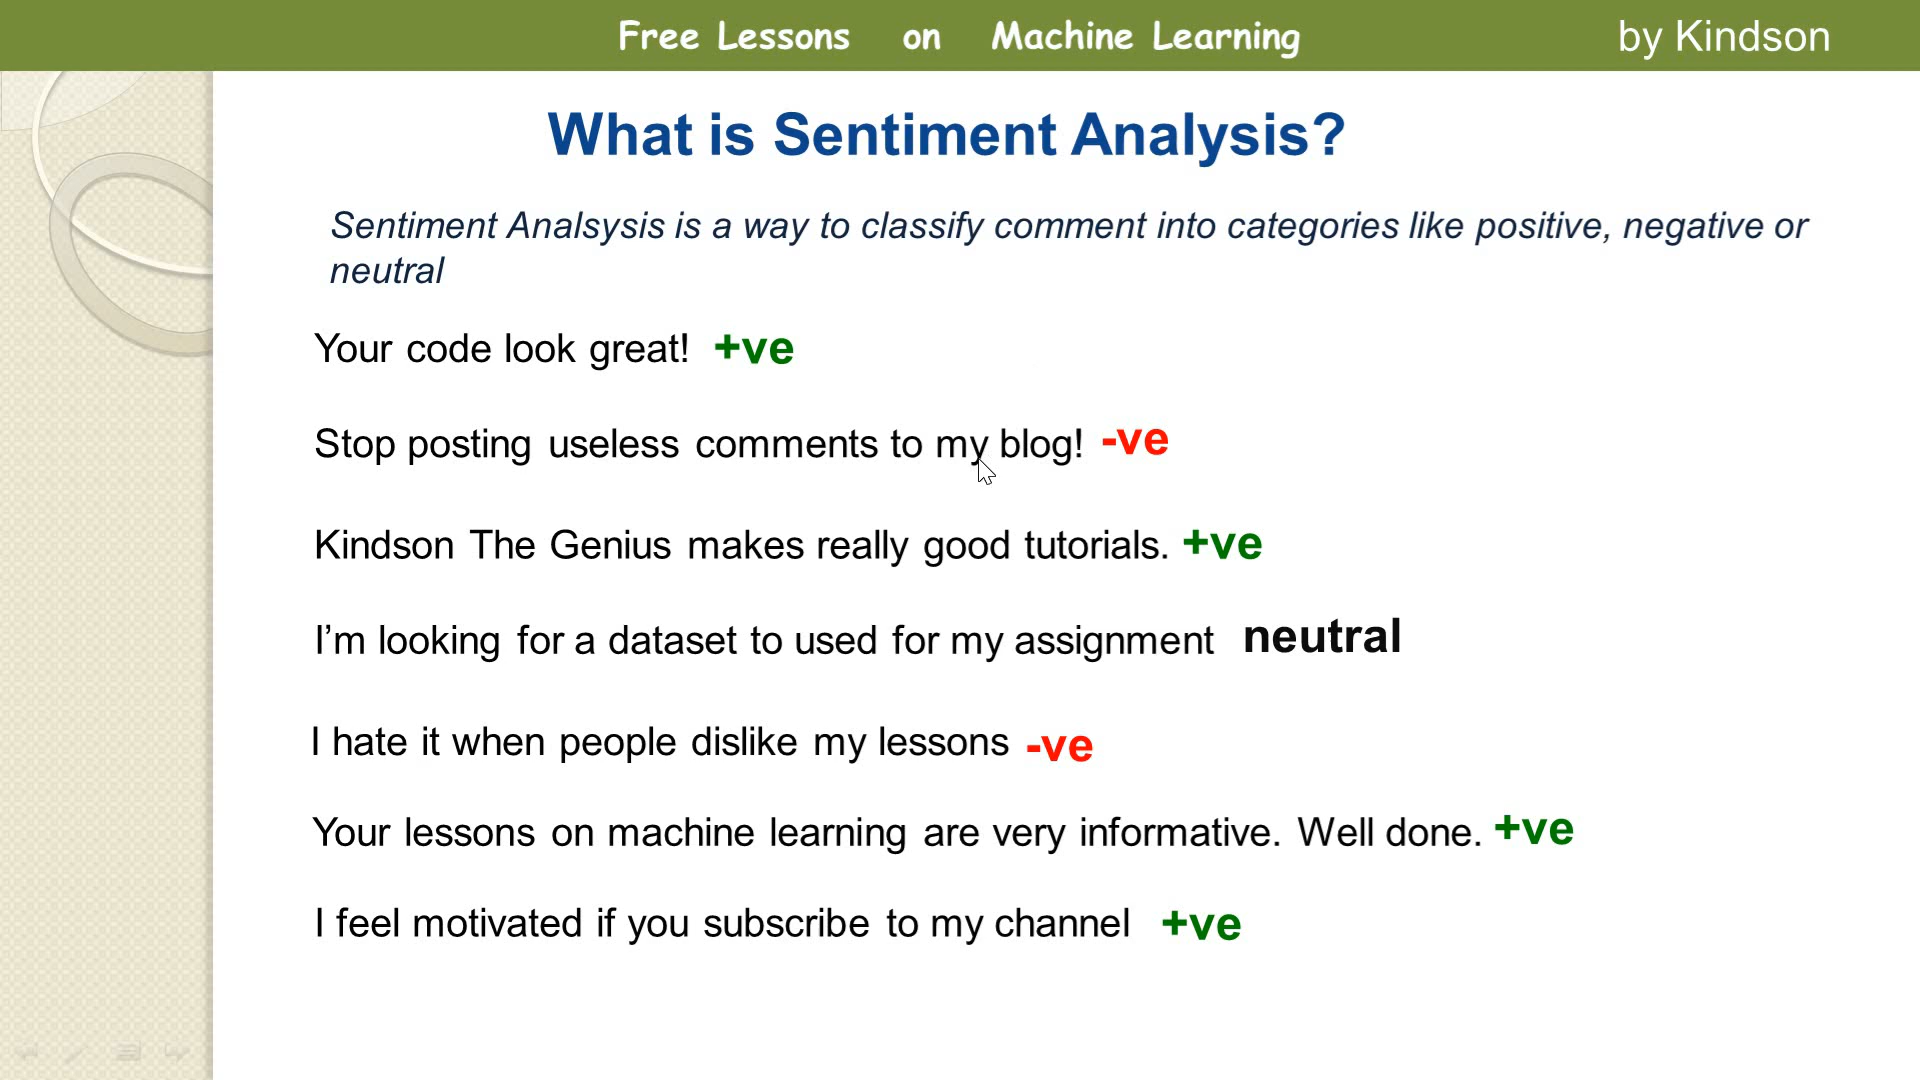 Free Lessons on Machine Learning by Kindson
What is Sentiment Analysis?
Sentiment Analsysis is a way to classify comment into categories like positive, negative or
neutral
Your code look great! +ve
Stop posting useless comments to my blog! -ve
Kindson The Genius makes really good tutorials. +ve
I’m looking for a dataset to used for my assignment neutral
I hate it when people dislike my lessons -ve
Your lessons on machine learning are very informative. Well done. +ve
I feel motivated if you subscribe to my channel +ve